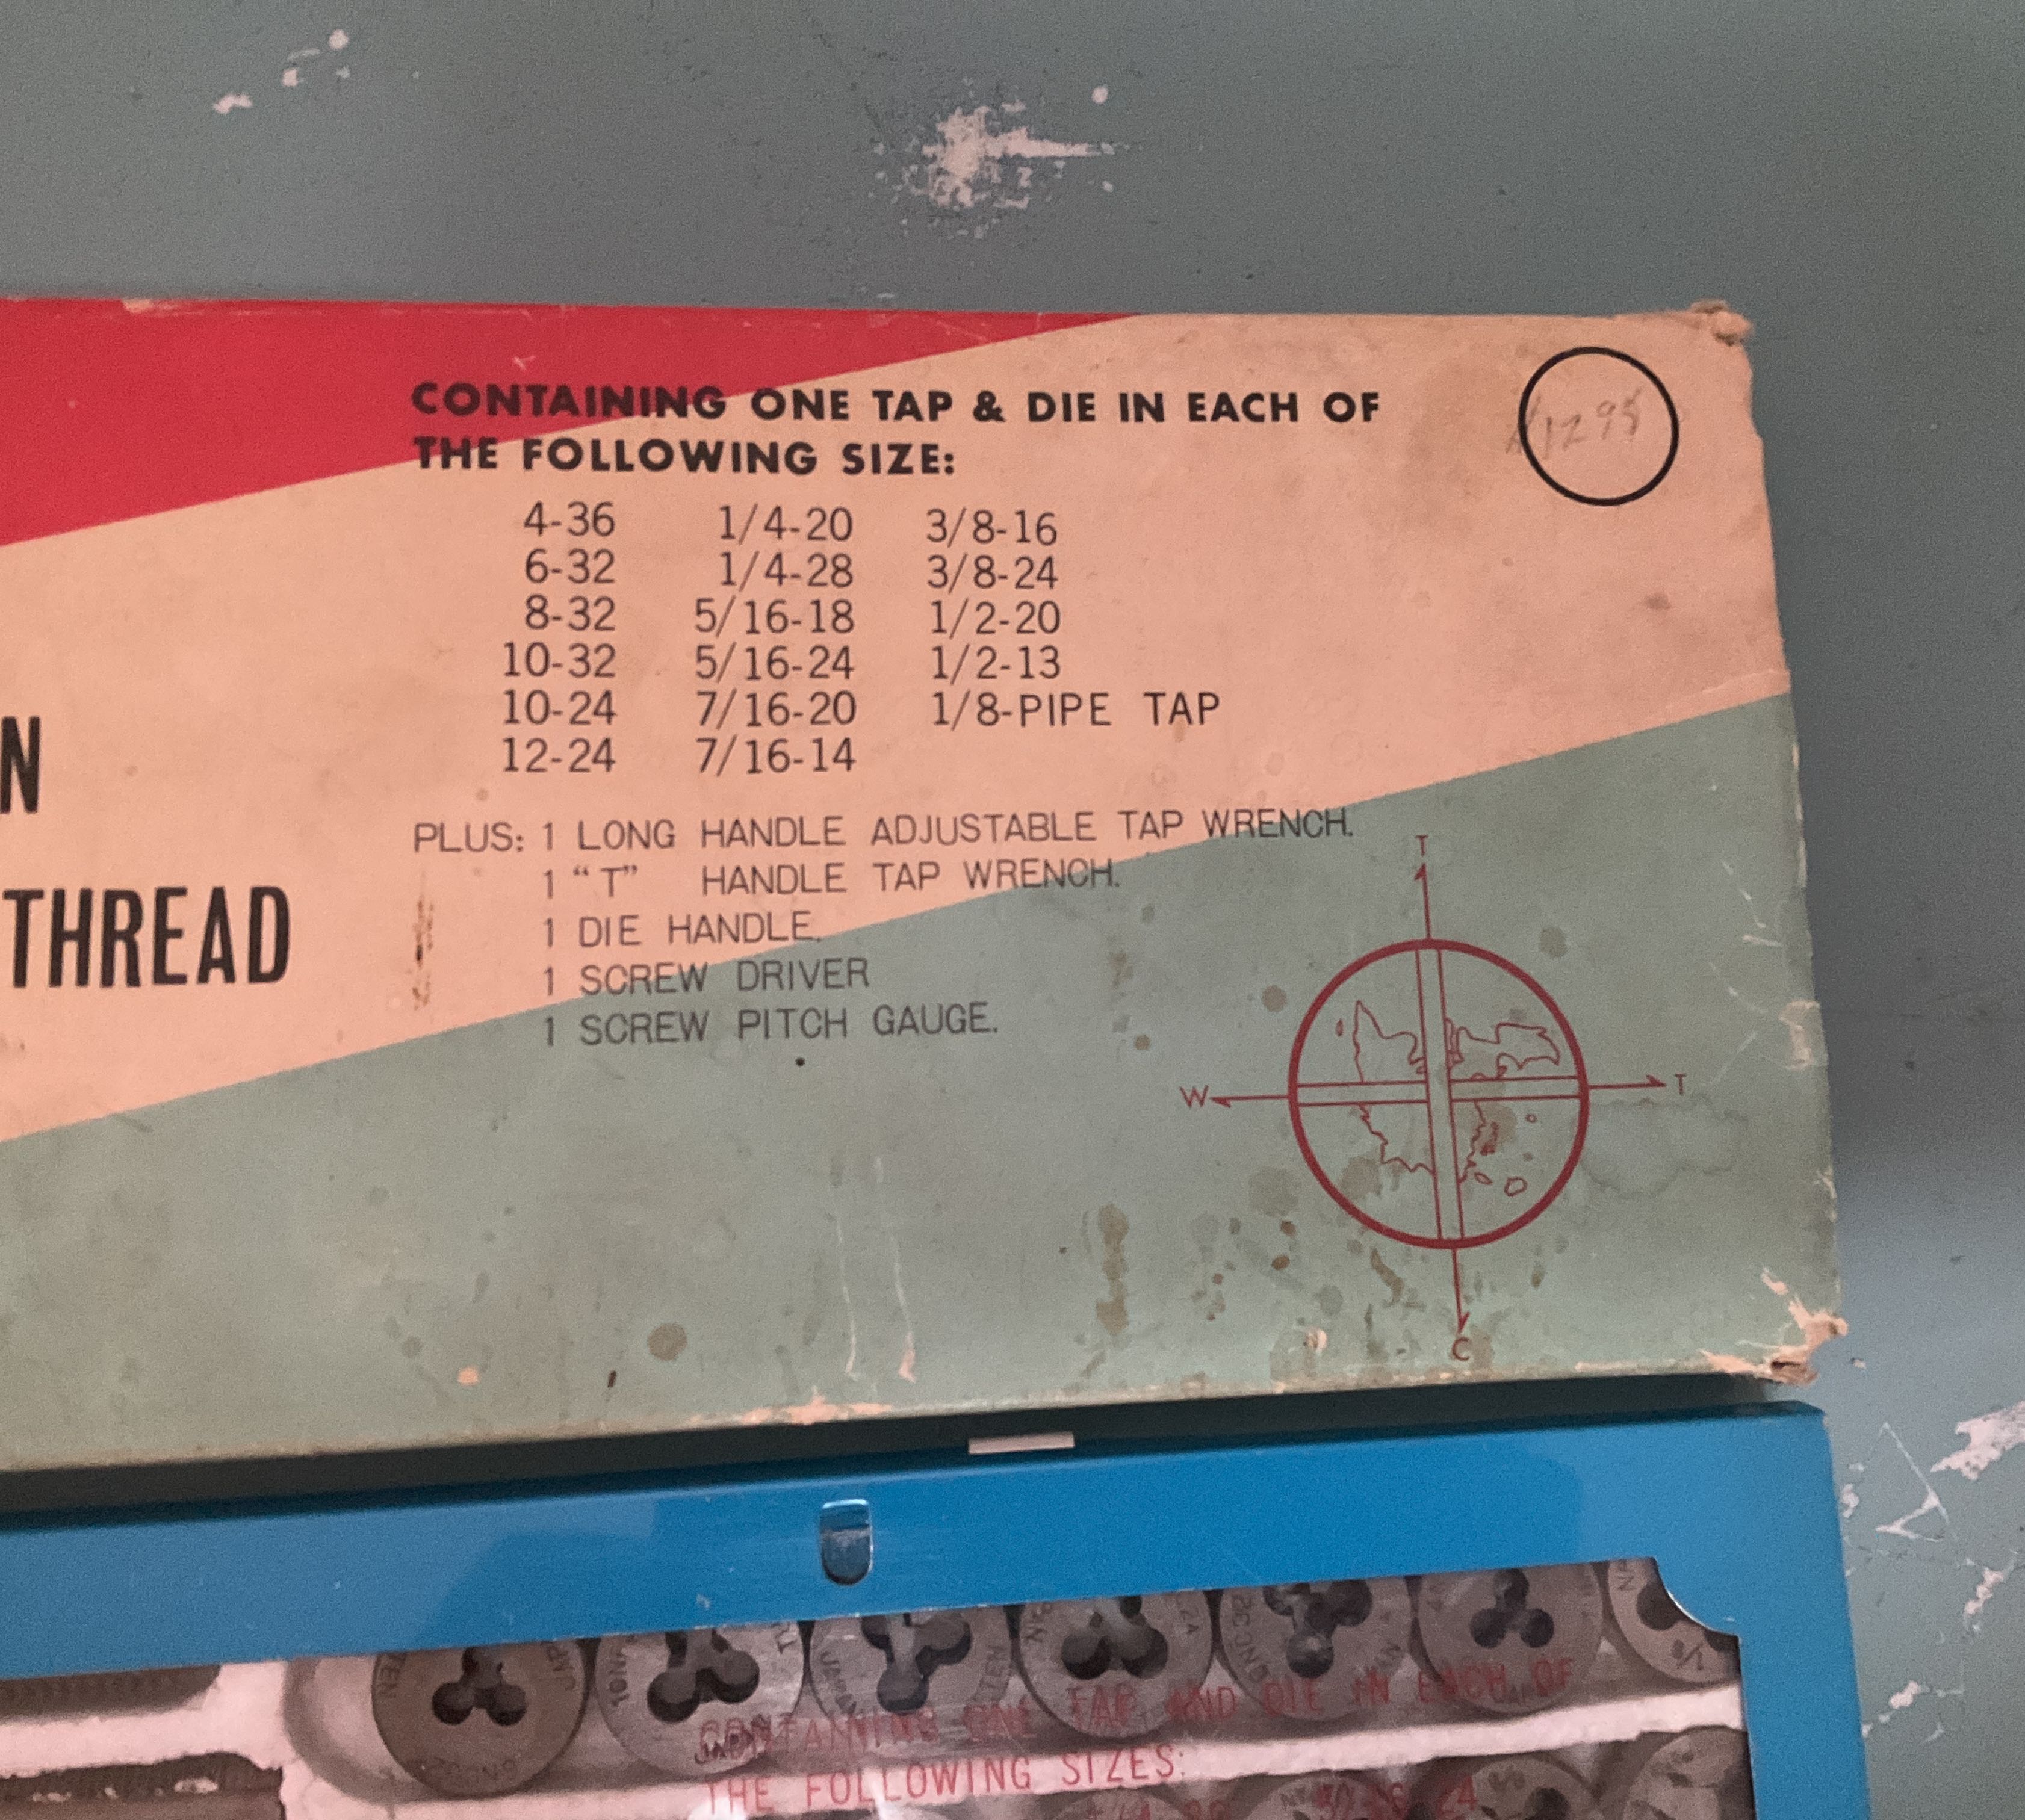 CONTAINING ONE TAP & DIE IN EACH OF
THE FOLLOWING SIZE:
$12 95
4-36 1/4-20 3/8-16
6-32 1/4-28 3/8-24
8-32 5/16-18 1/2-20
10-32 5/16-24 1/2-13
10-24 7/16-20 1/8-PIPE TAP
12-24 7/16-14
N
THREAD
PLUS: 1 LONG HANDLE ADJUSTABLE TAP WRENCH.
1 "T" HANDLE TAP WRENCH.
1 DIE HANDLE.
1 SCREW DRIVER
1 SCREW PITCH GAUGE.
T
W T
C
CONTAINING ONE TAP AND DIE IN EACH OF
THE FOLLOWING SIZES: